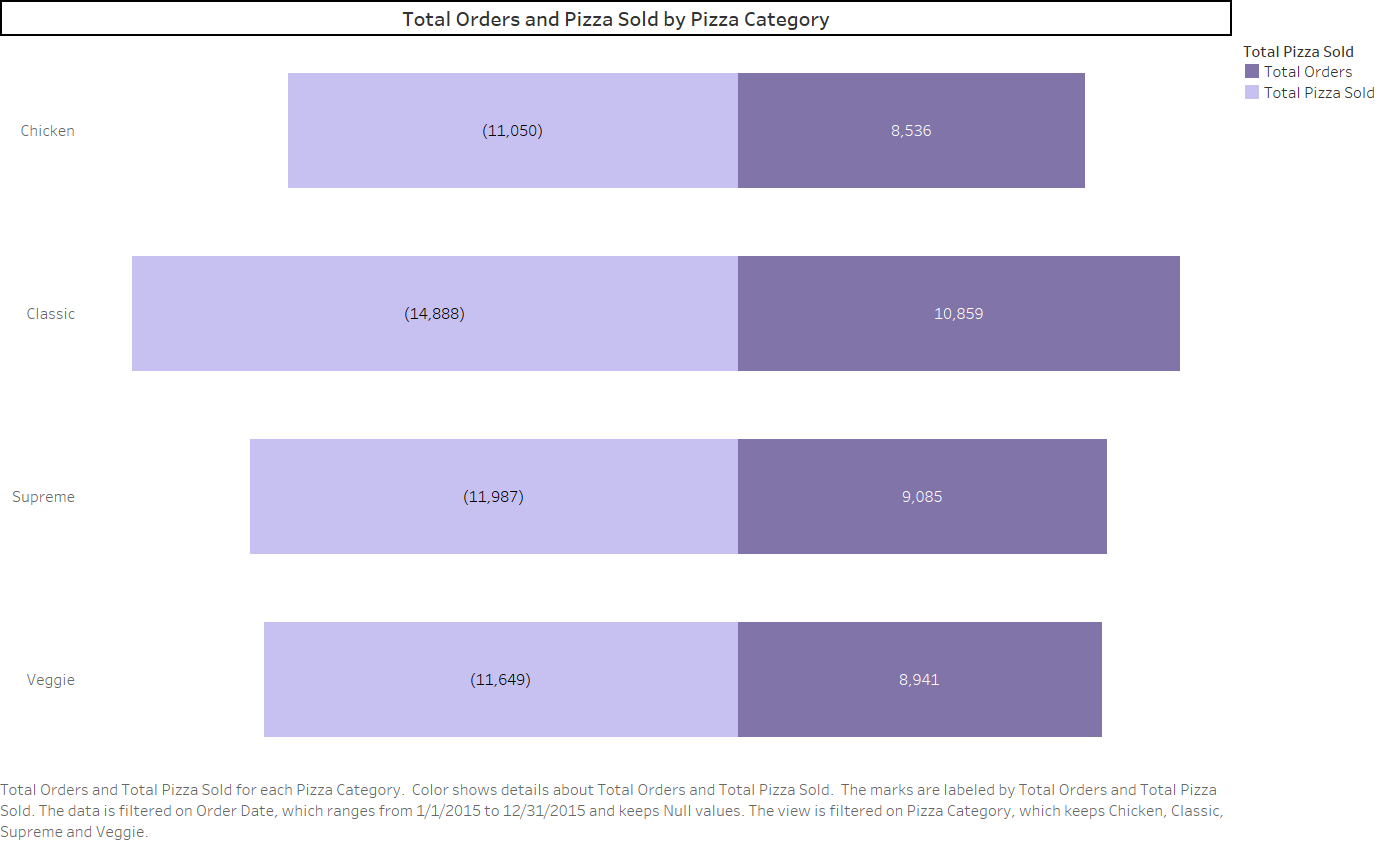 Total Orders and Pizza Sold by Pizza Category
Total Pizza Sold
Total Orders
Total Pizza Sold
Chicken
(11,050)
8,536
Classic
(14,888)
10,859
Supreme
(11,987)
9,085
Veggie
(11,649)
8,941
Total Orders and Total Pizza Sold for each Pizza Category.  Color shows details about Total Orders and Total Pizza Sold.  The marks are labeled by Total Orders and Total Pizza
Sold. The data is filtered on Order Date, which ranges from 1/1/2015 to 12/31/2015 and keeps Null values. The view is filtered on Pizza Category, which keeps Chicken, Classic,
Supreme and Veggie.